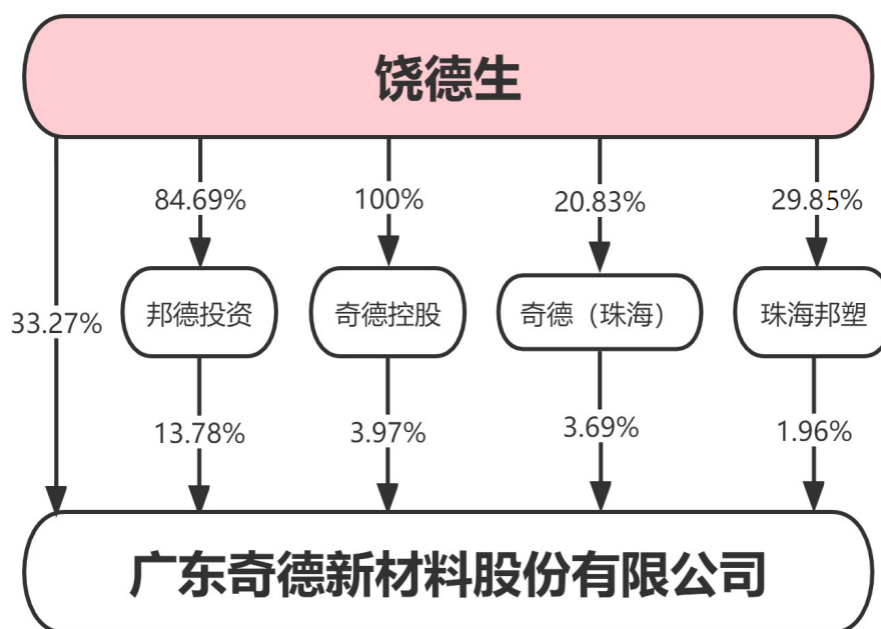 饶德生
84.69%
100%
20.83%
29.85%
33.27%
邦德投资
奇德控股
奇德（珠海）
珠海邦塑
13.78%
3.97%
3.69%
1.96%
广东奇德新材料股份有限公司